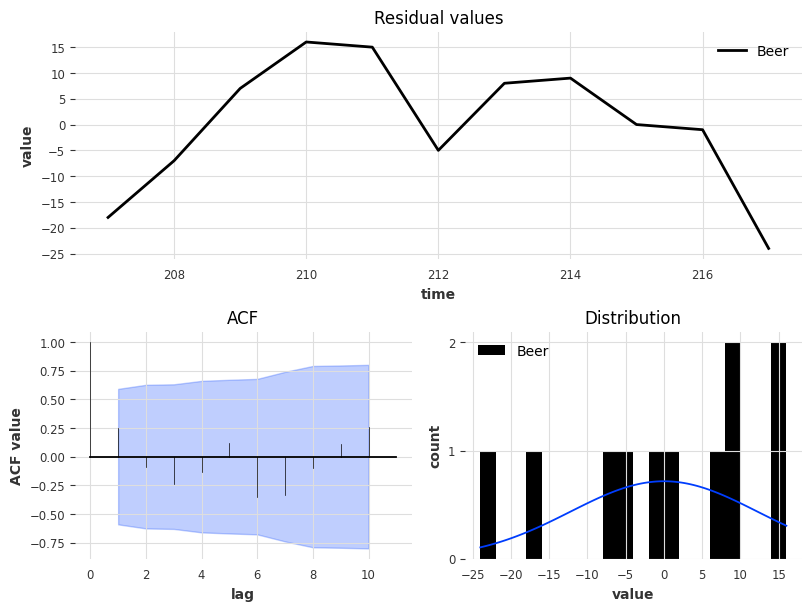 Residual values
15
10
5
0
−5
−10
−15
−20
−25
value
Beer
208 210 212 214 216
time
ACF
1.00
0.75
0.50
0.25
0.00
−0.25
−0.50
−0.75
ACF value
0 2 4 6 8 10
lag
Distribution
2
1
0
count
Beer
−25 −20 −15 −10 −5 0 5 10 15
value